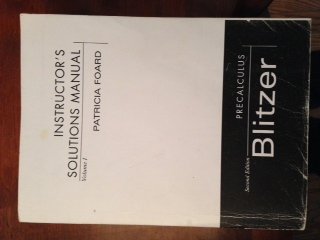 INSTRUCTOR'S
SOLUTIONS MANUAL
Volume I
PATRICIA FOARD
Second Edition
PRECALCULUS
Blitzer